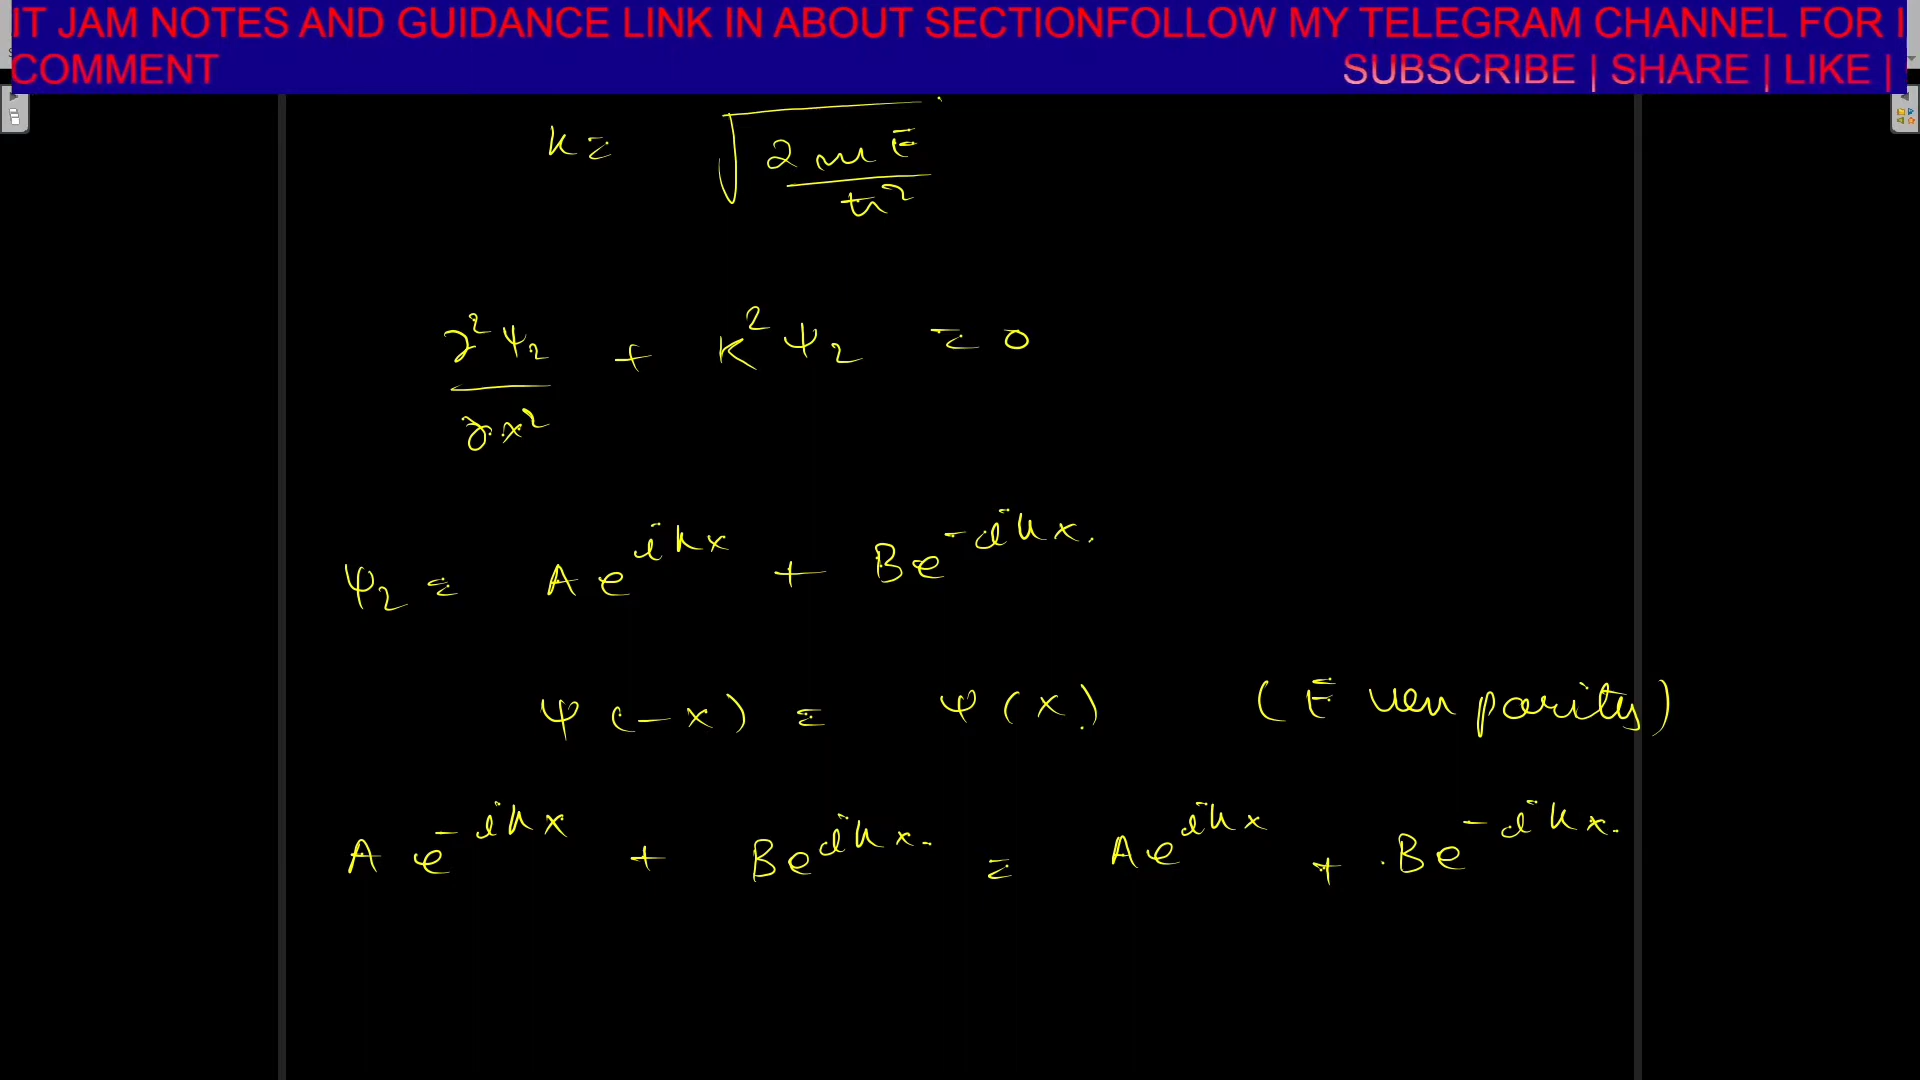 IT JAM NOTES AND GUIDANCE LINK IN ABOUT SECTIONFOLLOW MY TELEGRAM CHANNEL FOR I
COMMENT SUBSCRIBE | SHARE | LIKE |
k = √(2mE/ħ²)
∂²ψ₂/∂x² + k²ψ₂ = 0
ψ₂ = Ae^{ikx} + Be^{-ikx}.
ψ(-x) = ψ(x) (Even parity)
Ae^{-ikx} + Be^{ikx}. = Ae^{ikx} + Be^{-ikx}.